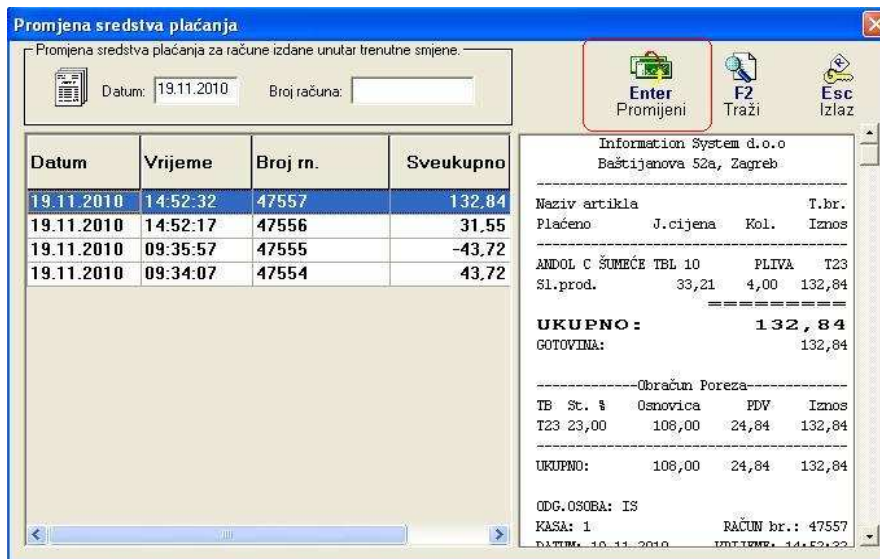 Promjena sredstva plaćanja
Promjena sredstva plaćanja za račune izdane unutar trenutne smjene.
Datum: 19.11.2010 Broj računa:
Enter
Promijeni
F2
Traži
Esc
Izlaz
Datum Vrijeme Broj rn. Sveukupno
19.11.2010 14:52:32 47557 132,84
19.11.2010 14:52:17 47556 31,55
19.11.2010 09:35:57 47555 -43,72
19.11.2010 09:34:07 47554 43,72
Information System d.o.o
Baštijanova 52a, Zagreb
Naziv artikla T.br.
Plaćeno J.cijena Kol. Iznos
ANDOL C ŠUMEĆE TBL 10 PLIVA T23
Sl.prod. 33,21 4,00 132,84
UKUPNO: 132,84
GOTOVINA: 132,84
Obračun Poreza
TB St. % Osnovica PDV Iznos
T23 23,00 108,00 24,84 132,84
UKUPNO: 108,00 24,84 132,84
ODG.OSOBA: IS
KASA: 1 RAČUN br.: 47557